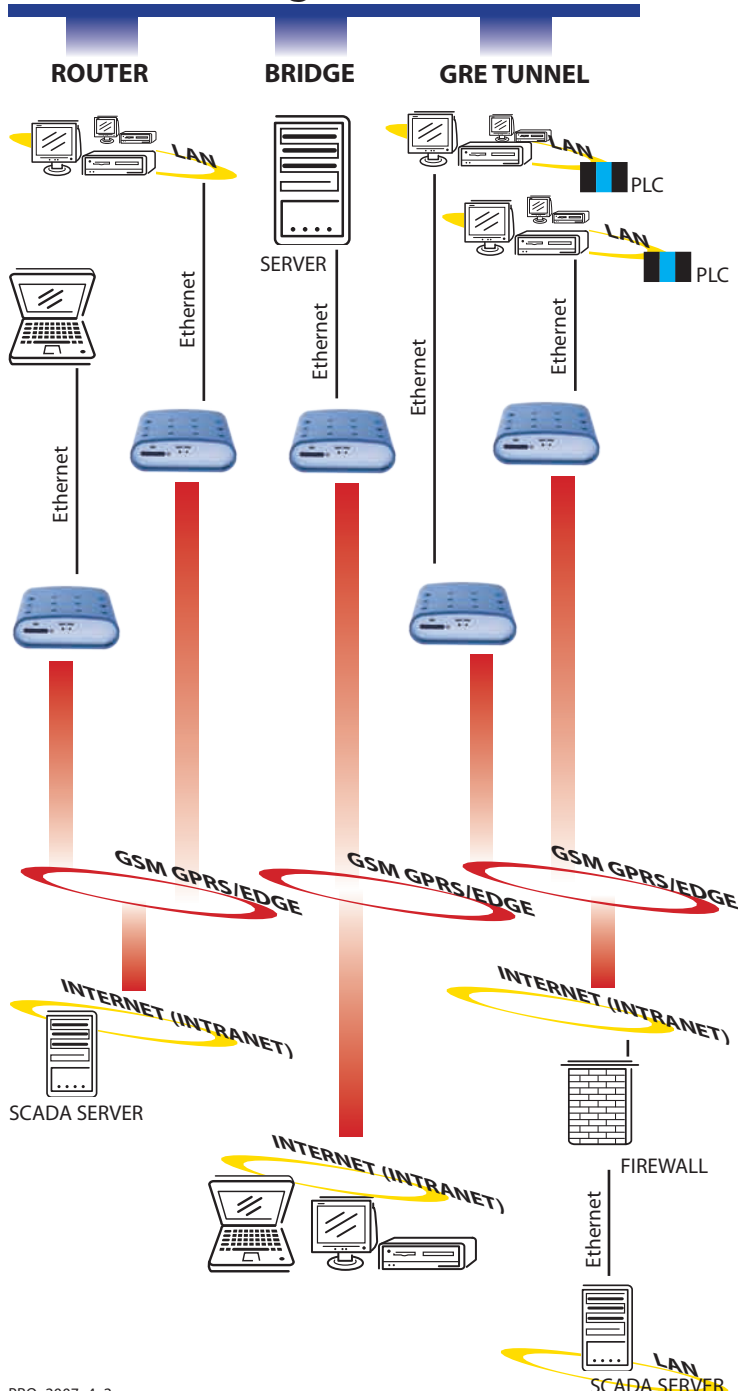 ROUTER
BRIDGE
GRE TUNNEL
LAN
LAN
PLC
LAN
PLC
SERVER
Ethernet
Ethernet
Ethernet
Ethernet
Ethernet
GSM GPRS/EDGE
GSM GPRS/EDGE
GSM GPRS/EDGE
INTERNET (INTRANET)
INTERNET (INTRANET)
SCADA SERVER
INTERNET (INTRANET)
FIREWALL
Ethernet
LAN
SCADA SERVER